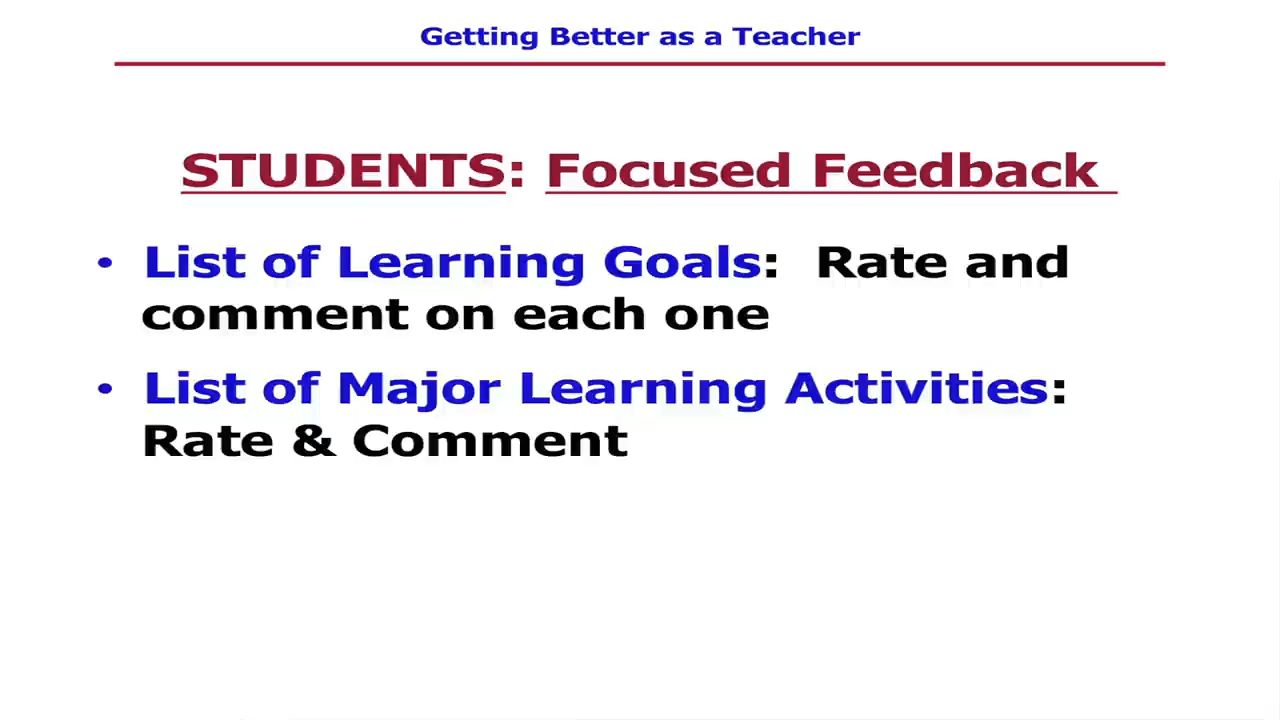 Getting Better as a Teacher
STUDENTS: Focused Feedback
• List of Learning Goals: Rate and
comment on each one
• List of Major Learning Activities:
Rate & Comment